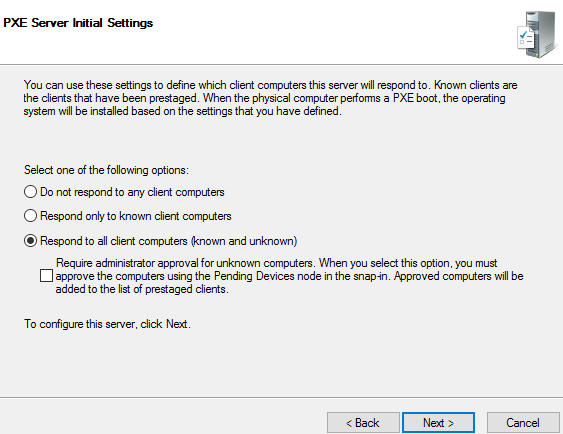 PXE Server Initial Settings
You can use these settings to define which client computers this server will respond to. Known clients are
the clients that have been prestaged. When the physical computer performs a PXE boot, the operating
system will be installed based on the settings that you have defined.
Select one of the following options:
Do not respond to any client computers
Respond only to known client computers
Respond to all client computers (known and unknown)
Require administrator approval for unknown computers. When you select this option, you must
approve the computers using the Pending Devices node in the snap-in. Approved computers will be
added to the list of prestaged clients.
To configure this server, click Next.
< Back
Next >
Cancel